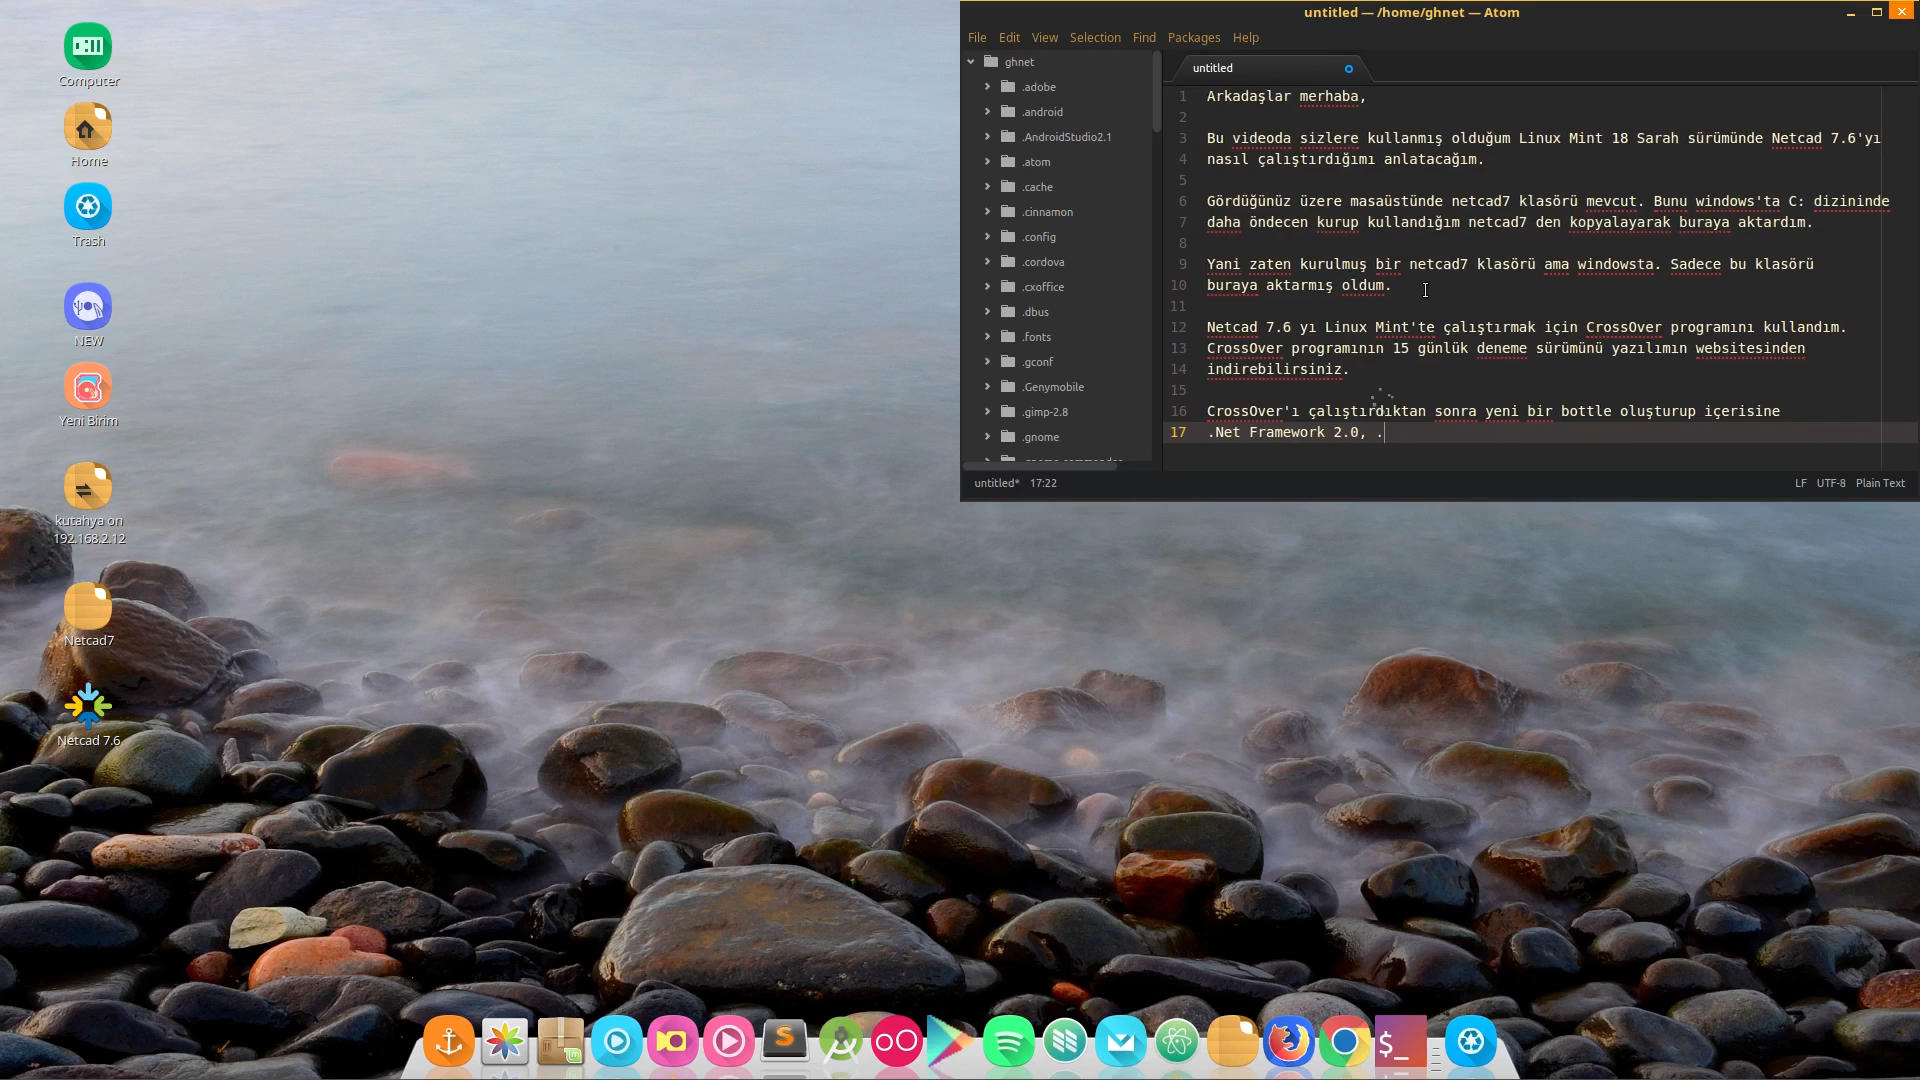 Computer
Home
Trash
NEW
Yeni Birim
kutahya on
192.168.2.12
Netcad7
Netcad 7.6
untitled — /home/ghnet — Atom
File Edit View Selection Find Packages Help
ghnet
.adobe
.android
.AndroidStudio2.1
.atom
.cache
.cinnamon
.config
.cordova
.cxoffice
.dbus
.fonts
.gconf
.Genymobile
.gimp-2.8
.gnome
untitled
1 Arkadaşlar merhaba,
2
3 Bu videoda sizlere kullanmış olduğum Linux Mint 18 Sarah sürümünde Netcad 7.6'yı
4 nasıl çalıştırdığımı anlatacağım.
5
6 Gördüğünüz üzere masaüstünde netcad7 klasörü mevcut. Bunu windows'ta C: dizininde
7 daha öndecen kurup kullandığım netcad7 den kopyalayarak buraya aktardım.
8
9 Yani zaten kurulmuş bir netcad7 klasörü ama windowsta. Sadece bu klasörü
10 buraya aktarmış oldum.
11
12 Netcad 7.6 yı Linux Mint'te çalıştırmak için CrossOver programını kullandım.
13 CrossOver programının 15 günlük deneme sürümünü yazılımın websitesinden
14 indirebilirsiniz.
15
16 CrossOver'ı çalıştırdıktan sonra yeni bir bottle oluşturup içerisine
17 .Net Framework 2.0, .
untitled* 17:22 LF UTF-8 Plain Text
S
$_